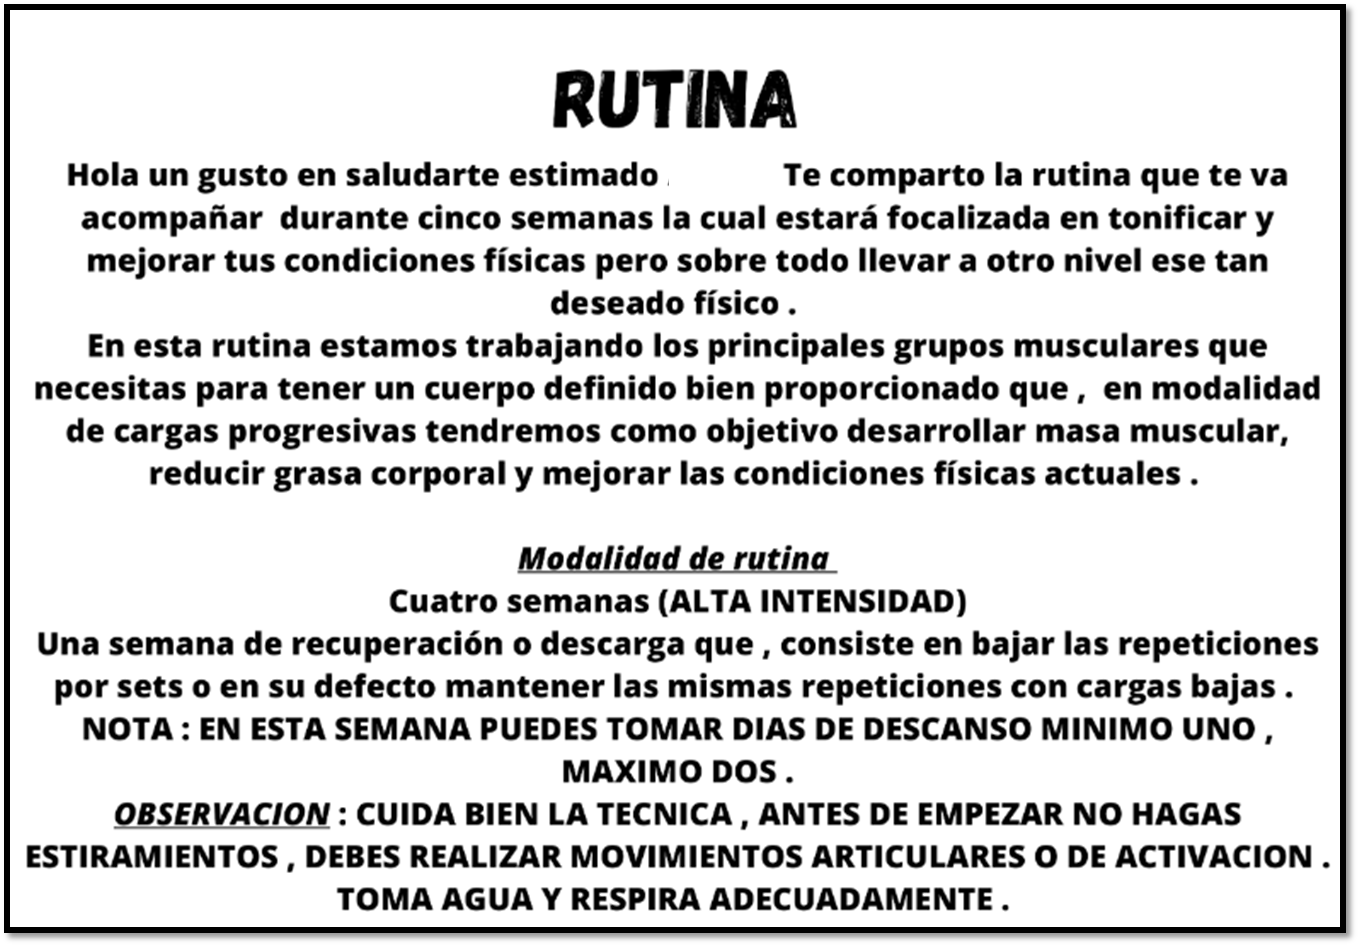 RUTINA
Hola un gusto en saludarte estimado Te comparto la rutina que te va
acompañar durante cinco semanas la cual estará focalizada en tonificar y
mejorar tus condiciones físicas pero sobre todo llevar a otro nivel ese tan
deseado físico .
En esta rutina estamos trabajando los principales grupos musculares que
necesitas para tener un cuerpo definido bien proporcionado que , en modalidad
de cargas progresivas tendremos como objetivo desarrollar masa muscular,
reducir grasa corporal y mejorar las condiciones físicas actuales .
Modalidad de rutina
Cuatro semanas (ALTA INTENSIDAD)
Una semana de recuperación o descarga que , consiste en bajar las repeticiones
por sets o en su defecto mantener las mismas repeticiones con cargas bajas .
NOTA : EN ESTA SEMANA PUEDES TOMAR DIAS DE DESCANSO MINIMO UNO ,
MAXIMO DOS .
OBSERVACION : CUIDA BIEN LA TECNICA , ANTES DE EMPEZAR NO HAGAS
ESTIRAMIENTOS , DEBES REALIZAR MOVIMIENTOS ARTICULARES O DE ACTIVACION .
TOMA AGUA Y RESPIRA ADECUADAMENTE .